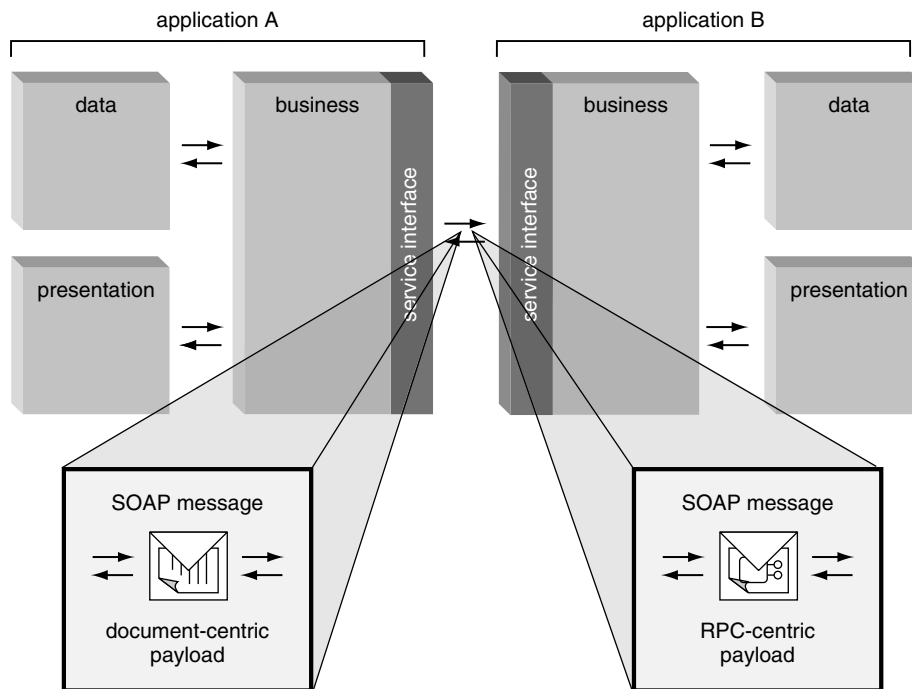 application A
application B
data
business
service interface
presentation
service interface
business
data
presentation
SOAP message
document-centric
payload
SOAP message
RPC-centric
payload